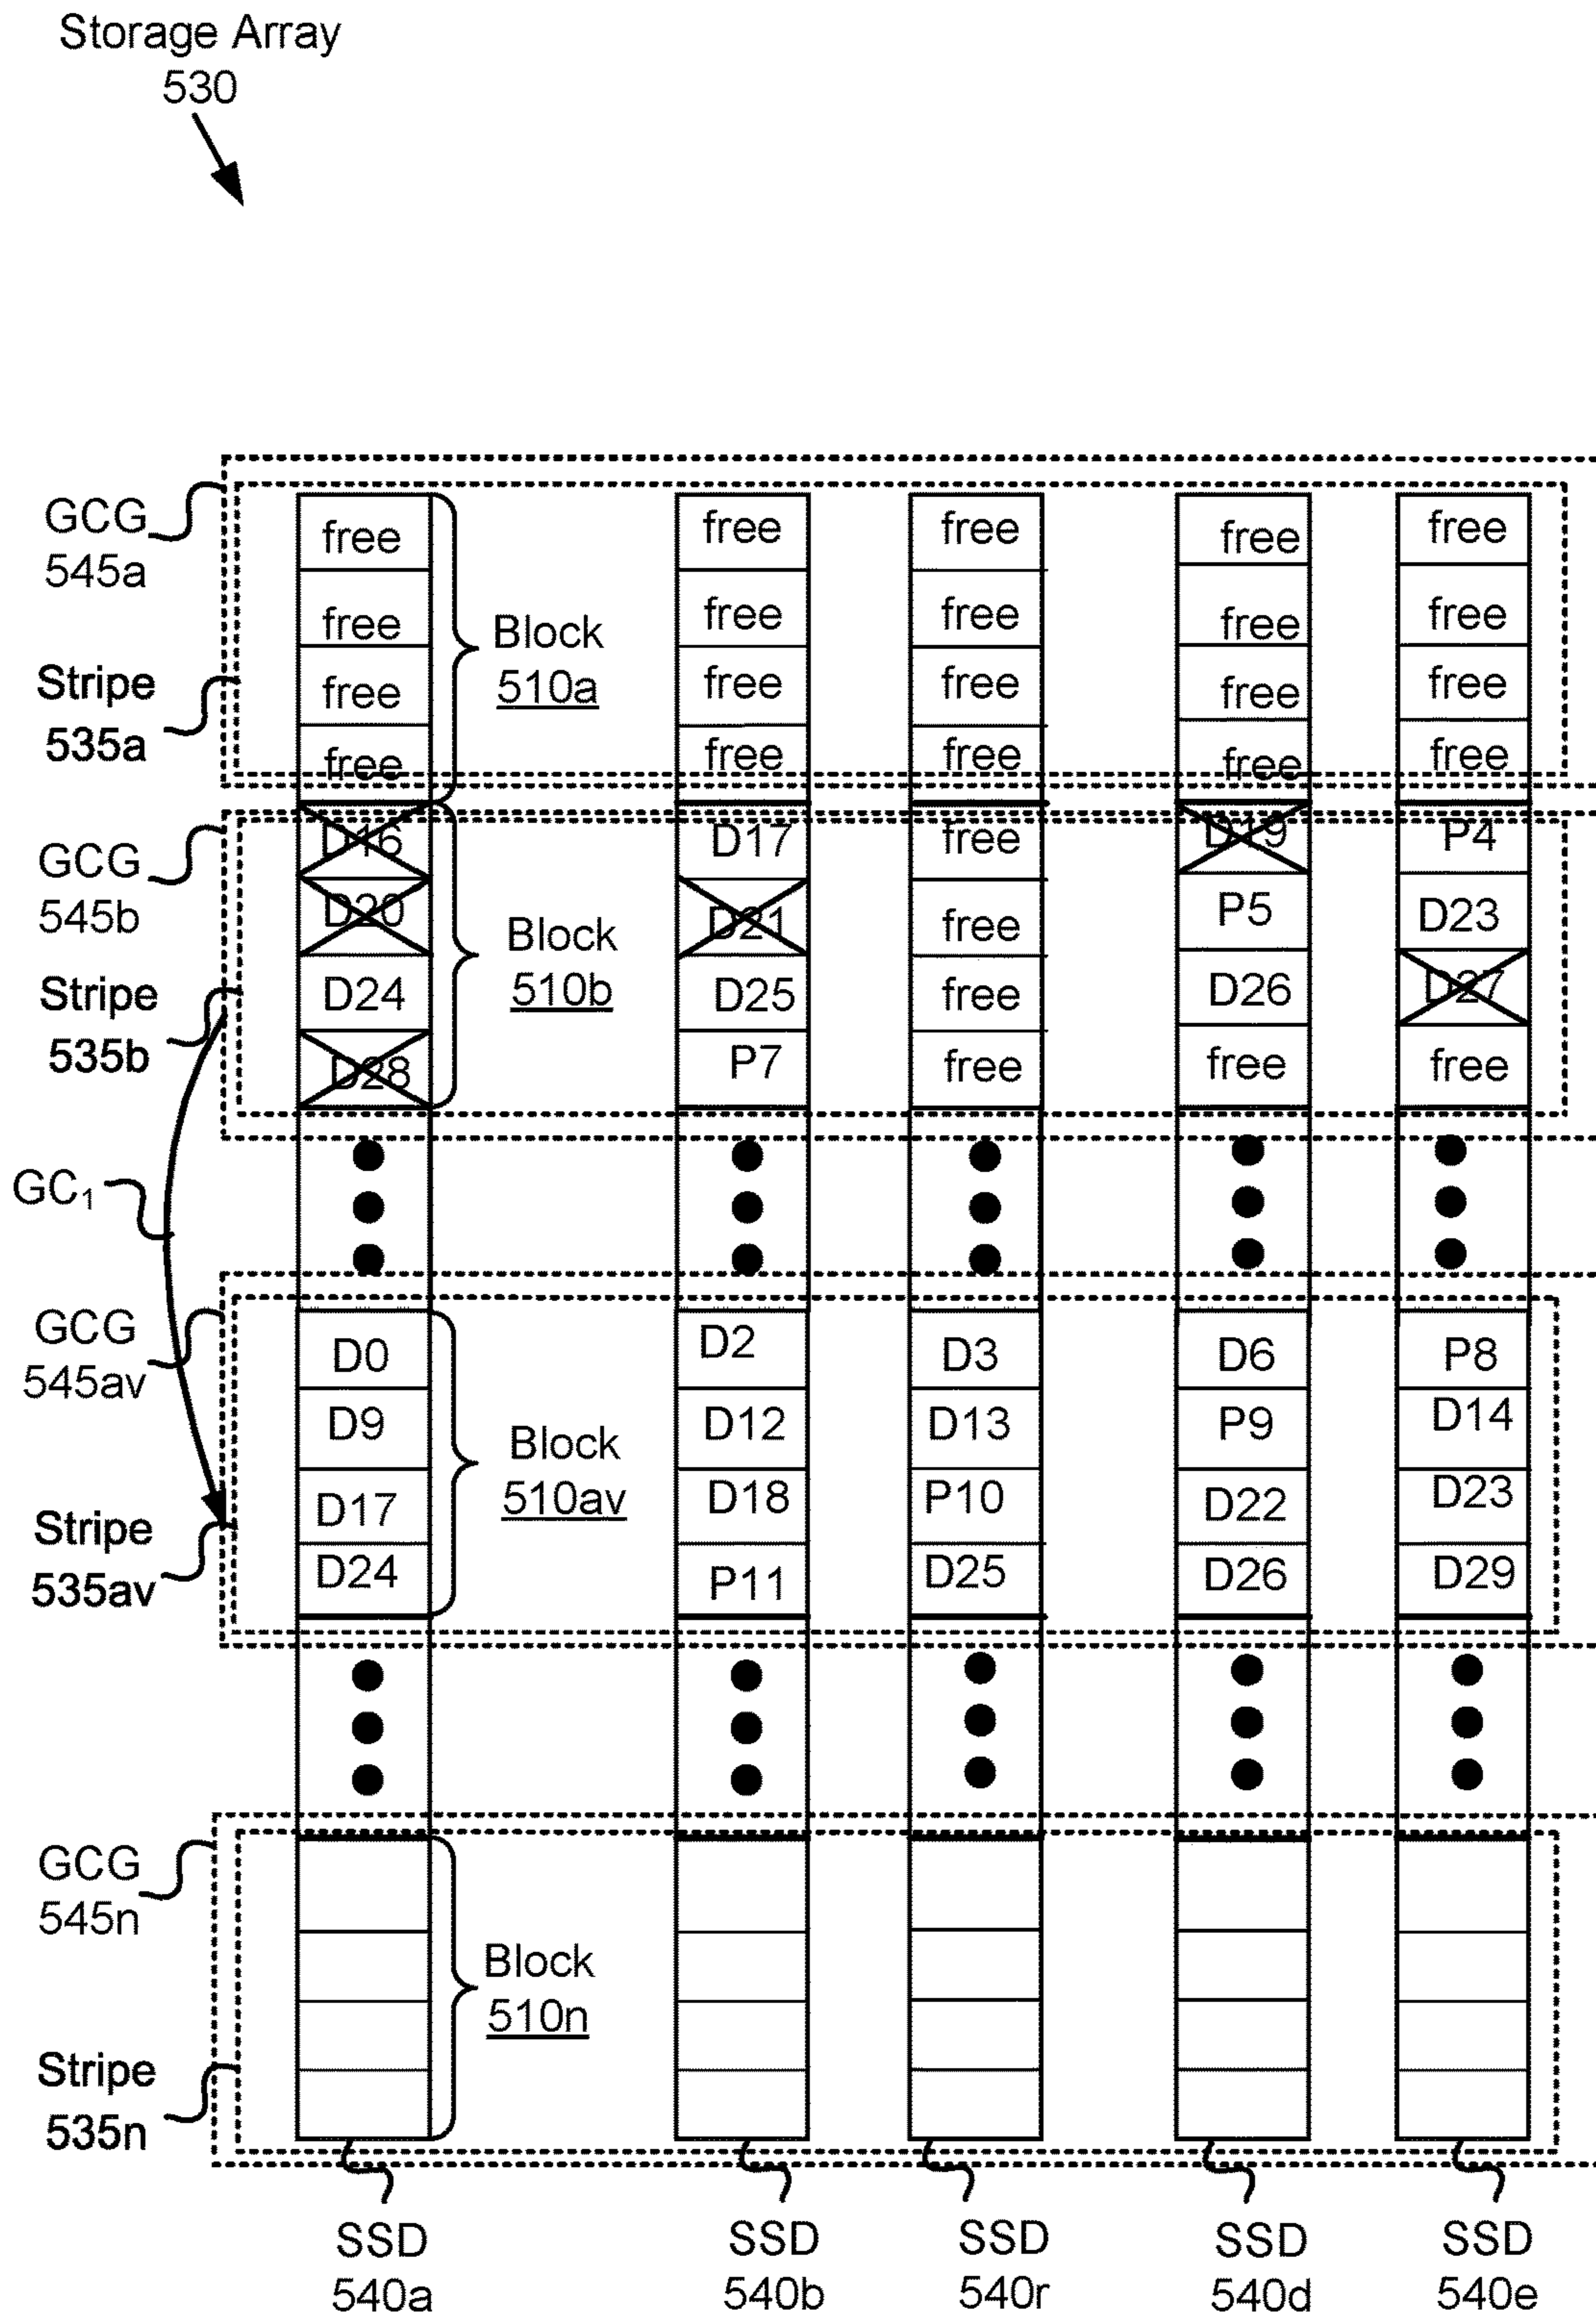 Storage Array
530
GCG
545a
Stripe
535a
Block
510a
free free free free free
free free free free free
free free free free free
free free free free free
GCG
545b
Stripe
535b
Block
510b
D16 D17 free D19 P4
D20 D21 free P5 D23
D24 D25 free D26 D27
D28 P7 free free free
GC1
GCG
545av
Stripe
535av
Block
510av
D0 D2 D3 D6 P8
D9 D12 D13 P9 D14
D17 D18 P10 D22 D23
D24 P11 D25 D26 D29
GCG
545n
Stripe
535n
Block
510n
SSD SSD SSD SSD SSD
540a 540b 540r 540d 540e